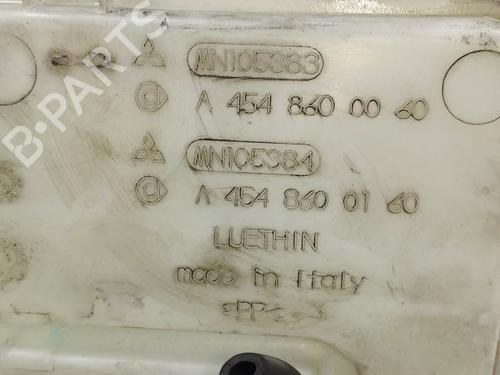 MN105383
A 454 860 00 60
MN105384
A 454 860 01 60
LUETHIN
made in Italy
>PP<
B-PARTS